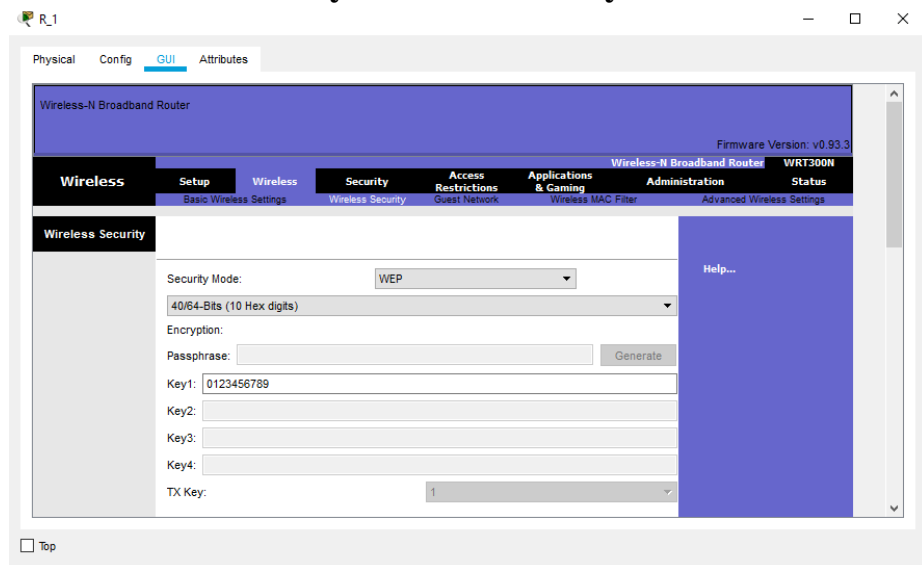 R_1
Physical Config GUI Attributes
Wireless-N Broadband Router
Firmware Version: v0.93.3
Wireless-N Broadband Router WRT300N
Wireless Setup Wireless Security Access Restrictions Applications & Gaming Administration Status
Basic Wireless Settings Wireless Security Guest Network Wireless MAC Filter Advanced Wireless Settings
Wireless Security
Help...
Security Mode: WEP
40/64-Bits (10 Hex digits)
Encryption:
Passphrase: Generate
Key1: 0123456789
Key2:
Key3:
Key4:
TX Key: 1
Top